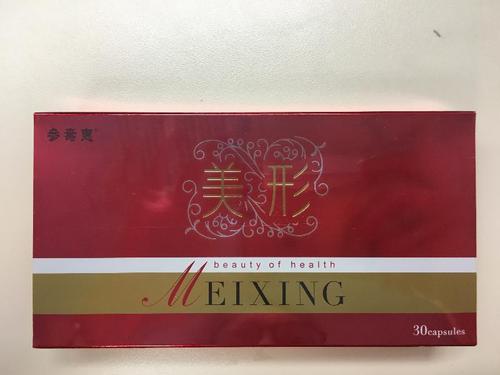 美形
beauty of health
MEIXING
30capsules